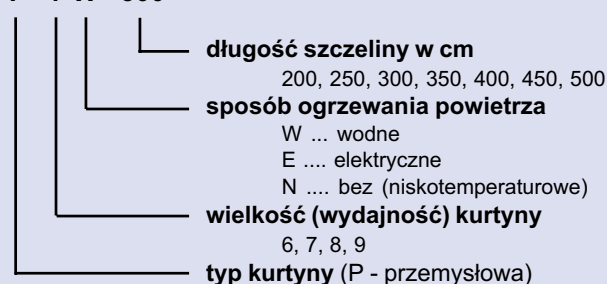 długość szczeliny w cm
200, 250, 300, 350, 400, 450, 500
sposób ogrzewania powietrza
W ... wodne
E .... elektryczne
N .... bez (niskotemperaturowe)
wielkość (wydajność) kurtyny
6, 7, 8, 9
typ kurtyny (P - przemysłowa)